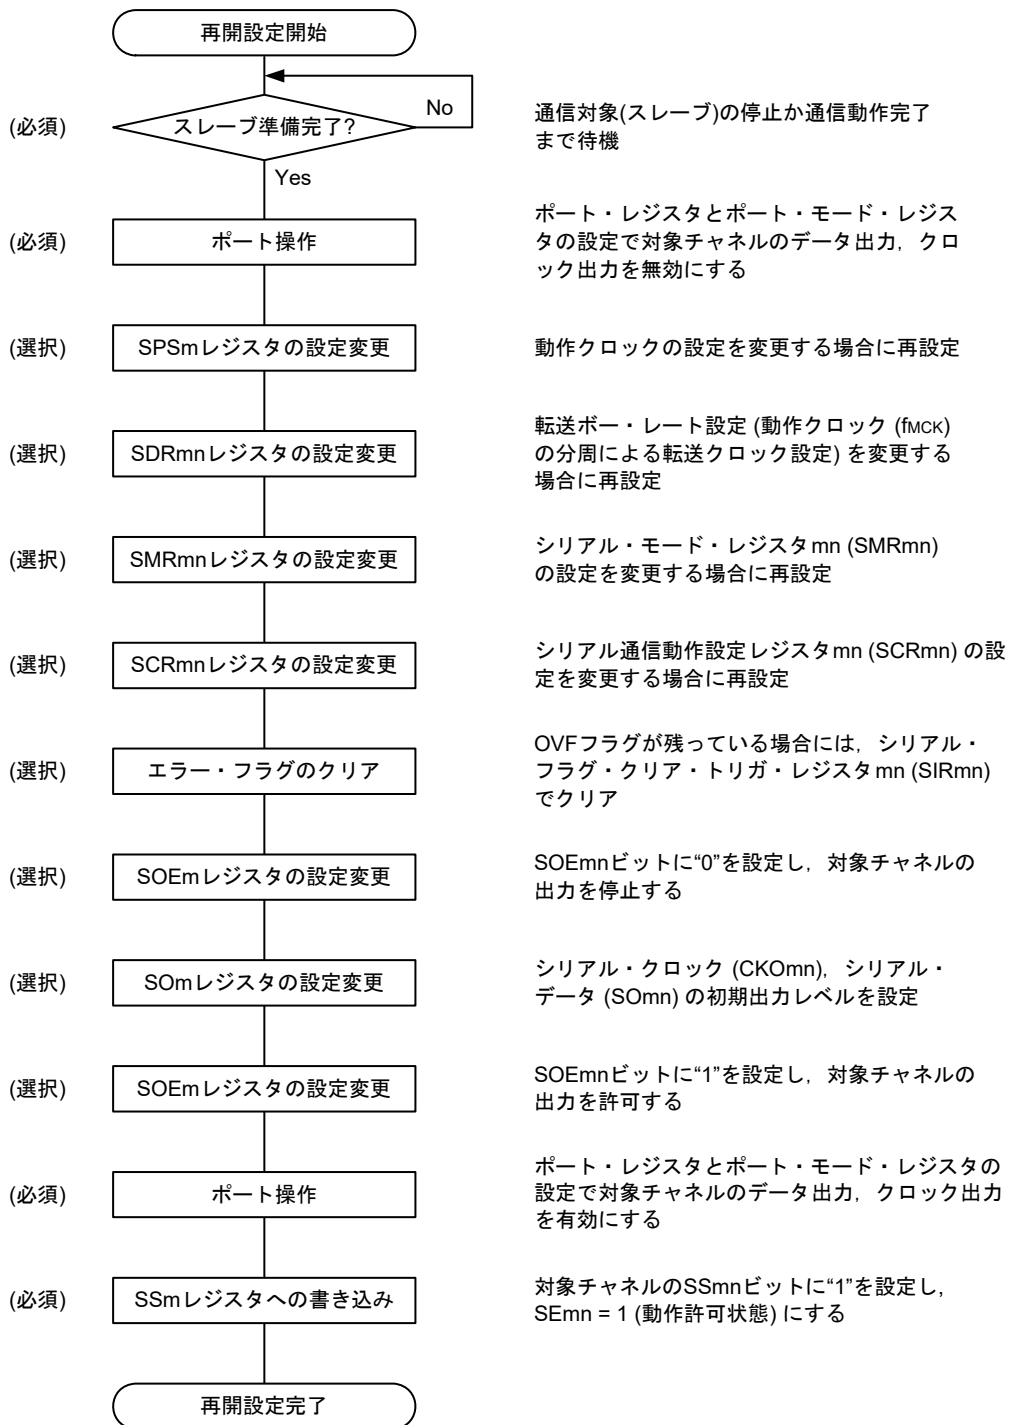 再開設定開始
No
(必須)
スレーブ準備完了?
通信対象(スレーブ)の停止か通信動作完了
まで待機
Yes
(必須)
ポート操作
ポート・レジスタとポート・モード・レジス
タの設定で対象チャネルのデータ出力，クロ
ック出力を無効にする
(選択)
SPSmレジスタの設定変更
動作クロックの設定を変更する場合に再設定
(選択)
SDRmnレジスタの設定変更
転送ボー・レート設定 (動作クロック (fMCK)
の分周による転送クロック設定) を変更する
場合に再設定
(選択)
SMRmnレジスタの設定変更
シリアル・モード・レジスタmn (SMRmn)
の設定を変更する場合に再設定
(選択)
SCRmnレジスタの設定変更
シリアル通信動作設定レジスタmn (SCRmn) の設
定を変更する場合に再設定
(選択)
エラー・フラグのクリア
OVFフラグが残っている場合には，シリアル・
フラグ・クリア・トリガ・レジスタmn (SIRmn)
でクリア
(選択)
SOEmレジスタの設定変更
SOEmnビットに“0”を設定し，対象チャネルの
出力を停止する
(選択)
SOmレジスタの設定変更
シリアル・クロック (CKOmn)，シリアル・
データ (SOmn) の初期出力レベルを設定
(選択)
SOEmレジスタの設定変更
SOEmnビットに“1”を設定し，対象チャネルの
出力を許可する
(必須)
ポート操作
ポート・レジスタとポート・モード・レジスタの
設定で対象チャネルのデータ出力，クロック出力
を有効にする
(必須)
SSmレジスタへの書き込み
対象チャネルのSSmnビットに“1”を設定し，
SEmn = 1 (動作許可状態) にする
再開設定完了